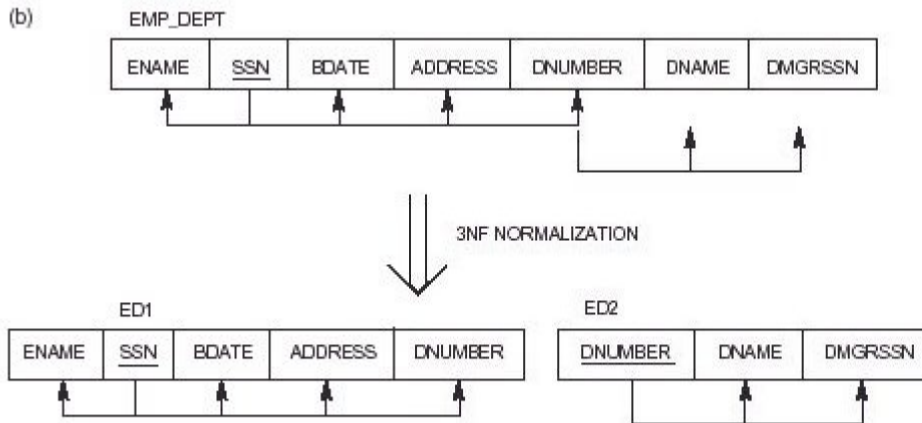 (b)
EMP_DEPT
ENAME SSN BDATE ADDRESS DNUMBER DNAME DMGRSSN
3NF NORMALIZATION
ED1
ENAME SSN BDATE ADDRESS DNUMBER
ED2
DNUMBER DNAME DMGRSSN